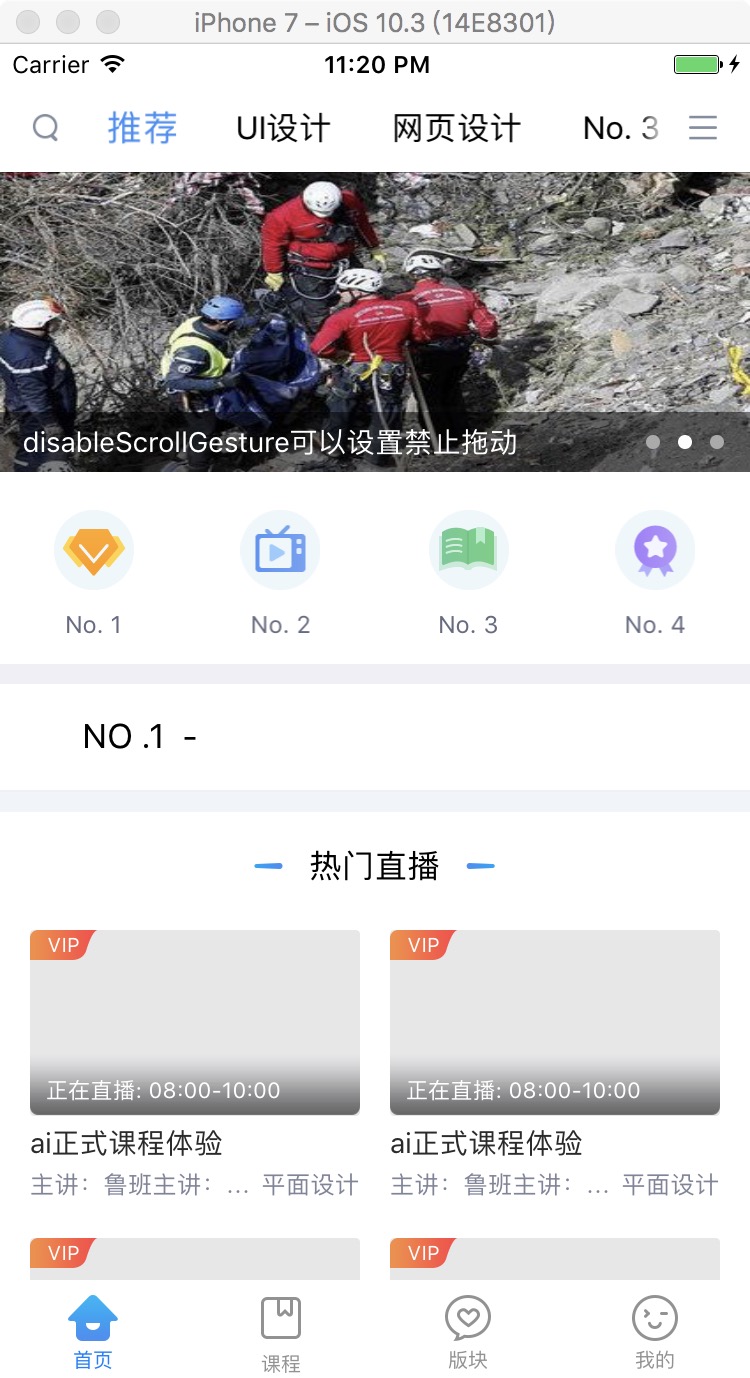 iPhone 7 – iOS 10.3 (14E8301)
Carrier 11:20 PM
推荐 UI设计 网页设计 No. 3
disableScrollGesture可以设置禁止拖动
No. 1 No. 2 No. 3 No. 4
NO .1 -
热门直播
VIP VIP
正在直播: 08:00-10:00 正在直播: 08:00-10:00
ai正式课程体验 ai正式课程体验
主讲：鲁班主讲：... 平面设计 主讲：鲁班主讲：... 平面设计
VIP VIP
首页 课程 版块 我的